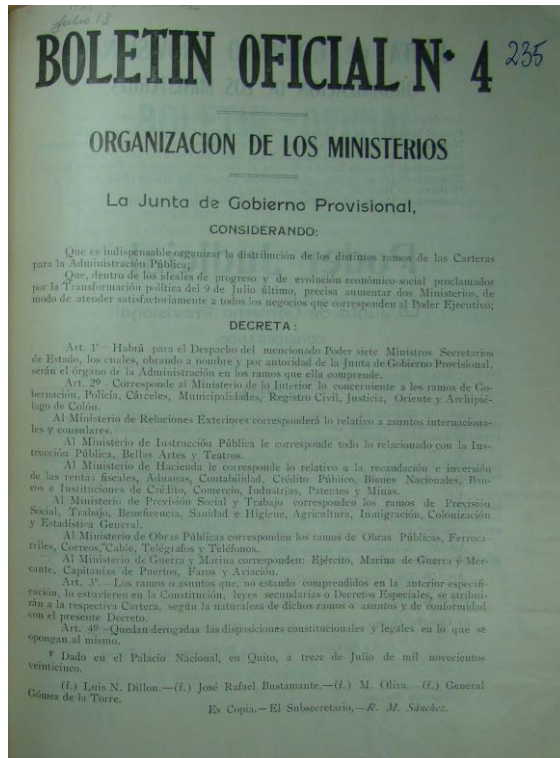 Julio 13
BOLETIN OFICIAL N· 4
235
ORGANIZACION DE LOS MINISTERIOS
La Junta de Gobierno Provisional,
CONSIDERANDO:
Que es indispensable organizar la distribución de los distintos ramos de las Carteras
para la Administración Pública;
Que, dentro de los ideales de progreso y de evolución económico social proclamados
por la Transformación política del 9 de Julio último, precisa aumentar dos Ministerios, de
modo de atender satisfactoriamente a todos los negocios que corresponden al Poder Ejecutivo;
DECRETA:
Art. 1º— Habrá para el Despacho del mencionado Poder siete Ministros Secretarios
de Estado, los cuales, obrando a nombre y por autoridad de la Junta de Gobierno Provisional,
serán el órgano de la Administración en los ramos que ella comprende.
Art. 29—Corresponde al Ministerio de lo Interior lo concerniente a los ramos de Go-
bernación, Policía, Cárceles, Municipalidades, Registro Civil, Justicia, Oriente y Archipié-
lago de Colón.
Al Ministerio de Relaciones Exteriores corresponderá lo relativo a asuntos internaciona-
les y consulares.
Al Ministerio de Instrucción Pública le corresponde todo lo relacionado con la Ins-
trucción Pública, Bellas Artes y Teatros.
Al Ministerio de Hacienda le corresponde lo relativo a la recaudación e inversión
de las rentas fiscales, Aduanas, Contabilidad, Crédito Público, Bienes Nacionales, Ban-
cos e Instituciones de Crédito, Comercio, Industrias, Patentes y Minas.
Al Ministerio de Previsión Social y Trabajo corresponden los ramos de Previsión
Social, Trabajo, Beneficencia, Sanidad e Higiene, Agricultura, Inmigración, Colonización
y Estadística General.
Al Ministerio de Obras Públicas corresponden los ramos de Obras Públicas, Ferroca-
rriles, Correos, Cable, Telégrafos y Teléfonos.
Al Ministerio de Guerra y Marina corresponden: Ejército, Marina de Guerra y Mer-
cante, Capitanías de Puertos, Faros y Aviación.
Art. 3º.—Los ramos o asuntos que, no estando comprendidos en la anterior especifi-
cación, lo estuvieren en la Constitución, leyes secundarias o Decretos Especiales, se atribui-
rán a la respectiva Cartera, según la naturaleza de dichos ramos o asuntos y de conformidad
con el presente Decreto.
Art. 49—Quedan derogadas las disposiciones constitucionales y legales en lo que se
opongan al mismo.
Dado en el Palacio Nacional, en Quito, a trece de Julio de mil novecientos
veinticinco.
(f.) Luis N. Dillon.—(f.) José Rafael Bustamante.—(f.) M. Oliva.—(f.) General
Gómez de la Torre.
Es Copia.—El Subsecretario,—R. M. Sánchez.